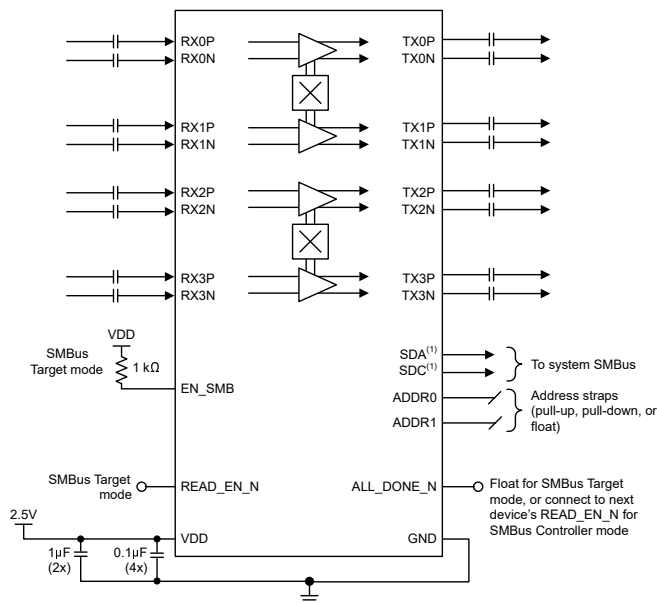 RX0P
RX0N
TX0P
TX0N
RX1P
RX1N
TX1P
TX1N
RX2P
RX2N
TX2P
TX2N
RX3P
RX3N
TX3P
TX3N
VDD
SMBus
Target mode
1 kΩ
EN_SMB
SDA(1)
SDC(1)
To system SMBus
ADDR0
ADDR1
Address straps
(pull-up, pull-down, or
float)
SMBus Target
mode
READ_EN_N
ALL_DONE_N
Float for SMBus Target
mode, or connect to next
device's READ_EN_N for
SMBus Controller mode
2.5V
VDD
GND
1μF
(2x)
0.1μF
(4x)